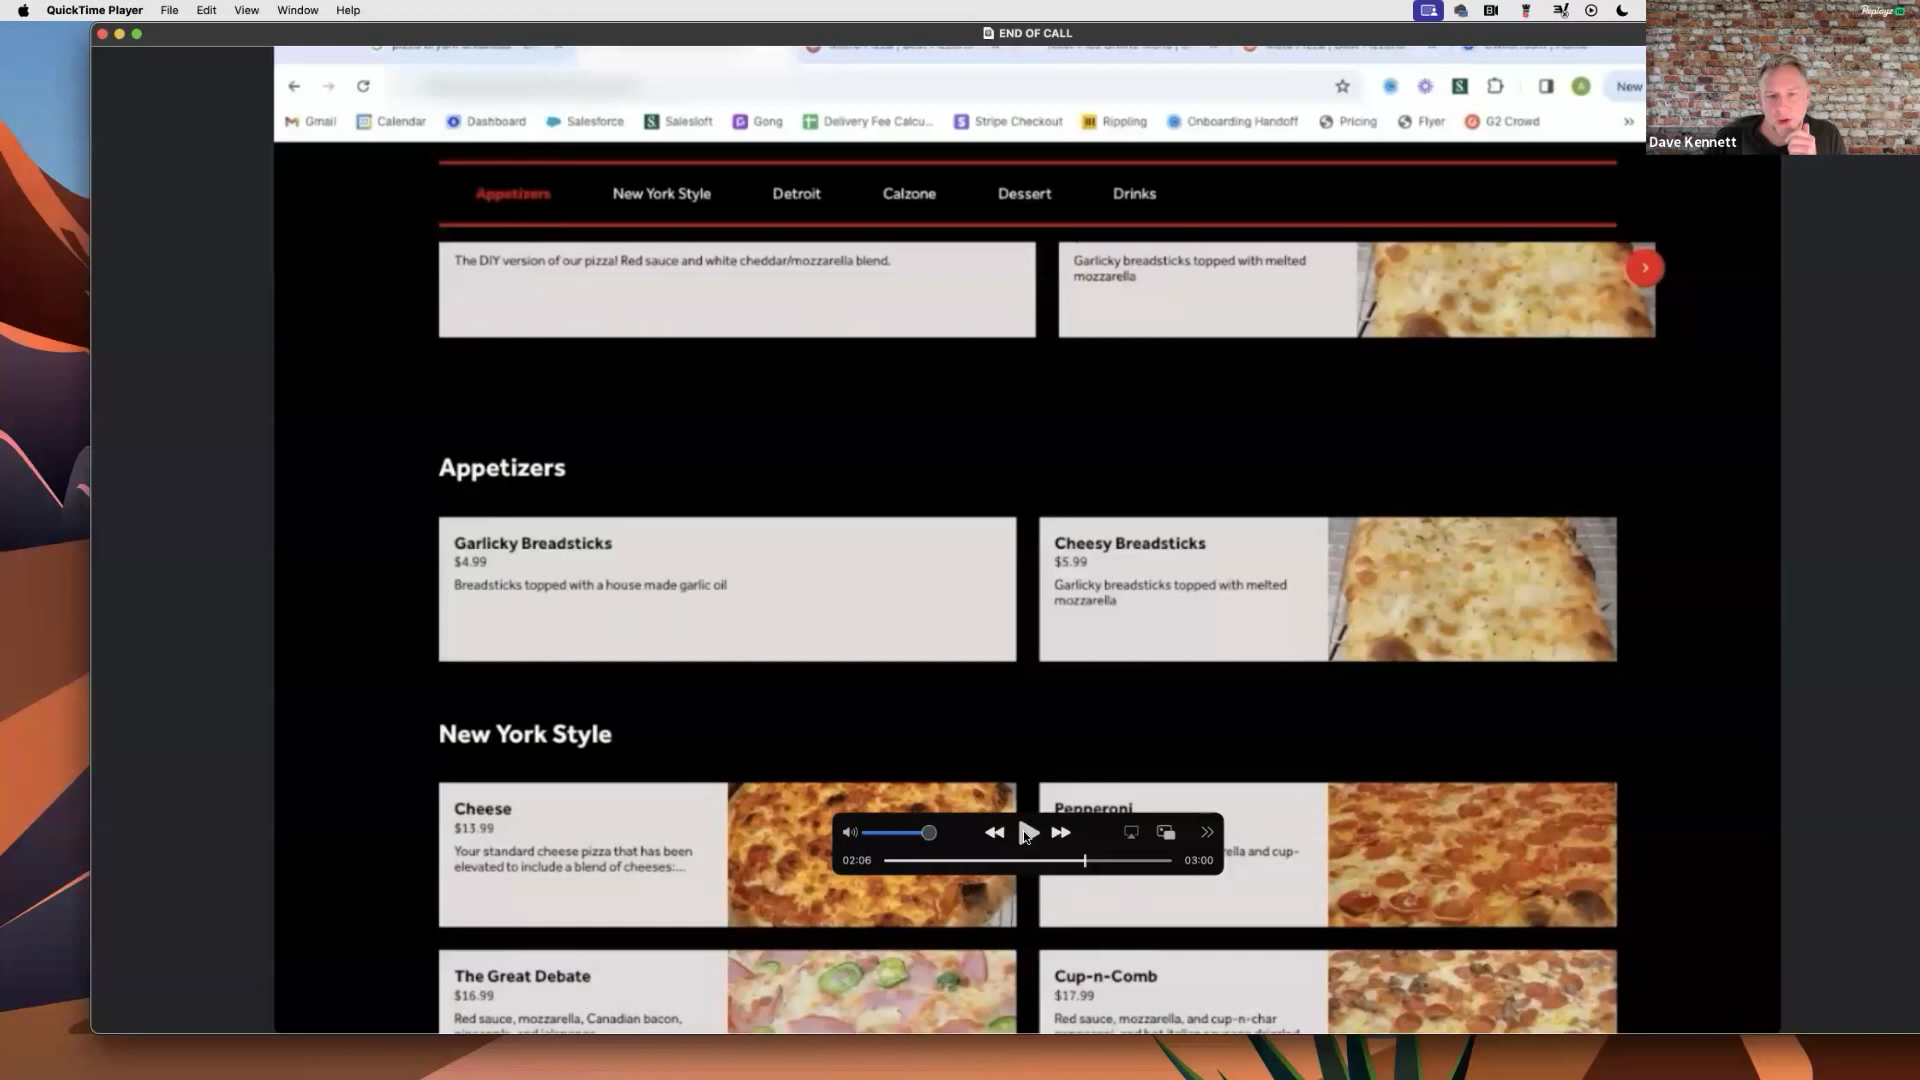 QuickTime Player File Edit View Window Help
Replayz
END OF CALL
New
Gmail Calendar Dashboard Salesforce Salesloft Gong Delivery Fee Calcu... Stripe Checkout Rippling Onboarding Handoff Pricing Flyer G2 Crowd »
Dave Kennett
Appetizers New York Style Detroit Calzone Dessert Drinks
The DIY version of our pizza! Red sauce and white cheddar/mozzarella blend.
Garlicky breadsticks topped with melted
mozzarella
Appetizers
Garlicky Breadsticks
$4.99
Breadsticks topped with a house made garlic oil
Cheesy Breadsticks
$5.99
Garlicky breadsticks topped with melted
mozzarella
New York Style
Cheese
$13.99
Your standard cheese pizza that has been
elevated to include a blend of cheeses:...
Pepperoni
rella and cup-
02:06 03:00
The Great Debate
$16.99
Red sauce, mozzarella, Canadian bacon,
Cup-n-Comb
$17.99
Red sauce, mozzarella, and cup-n-char